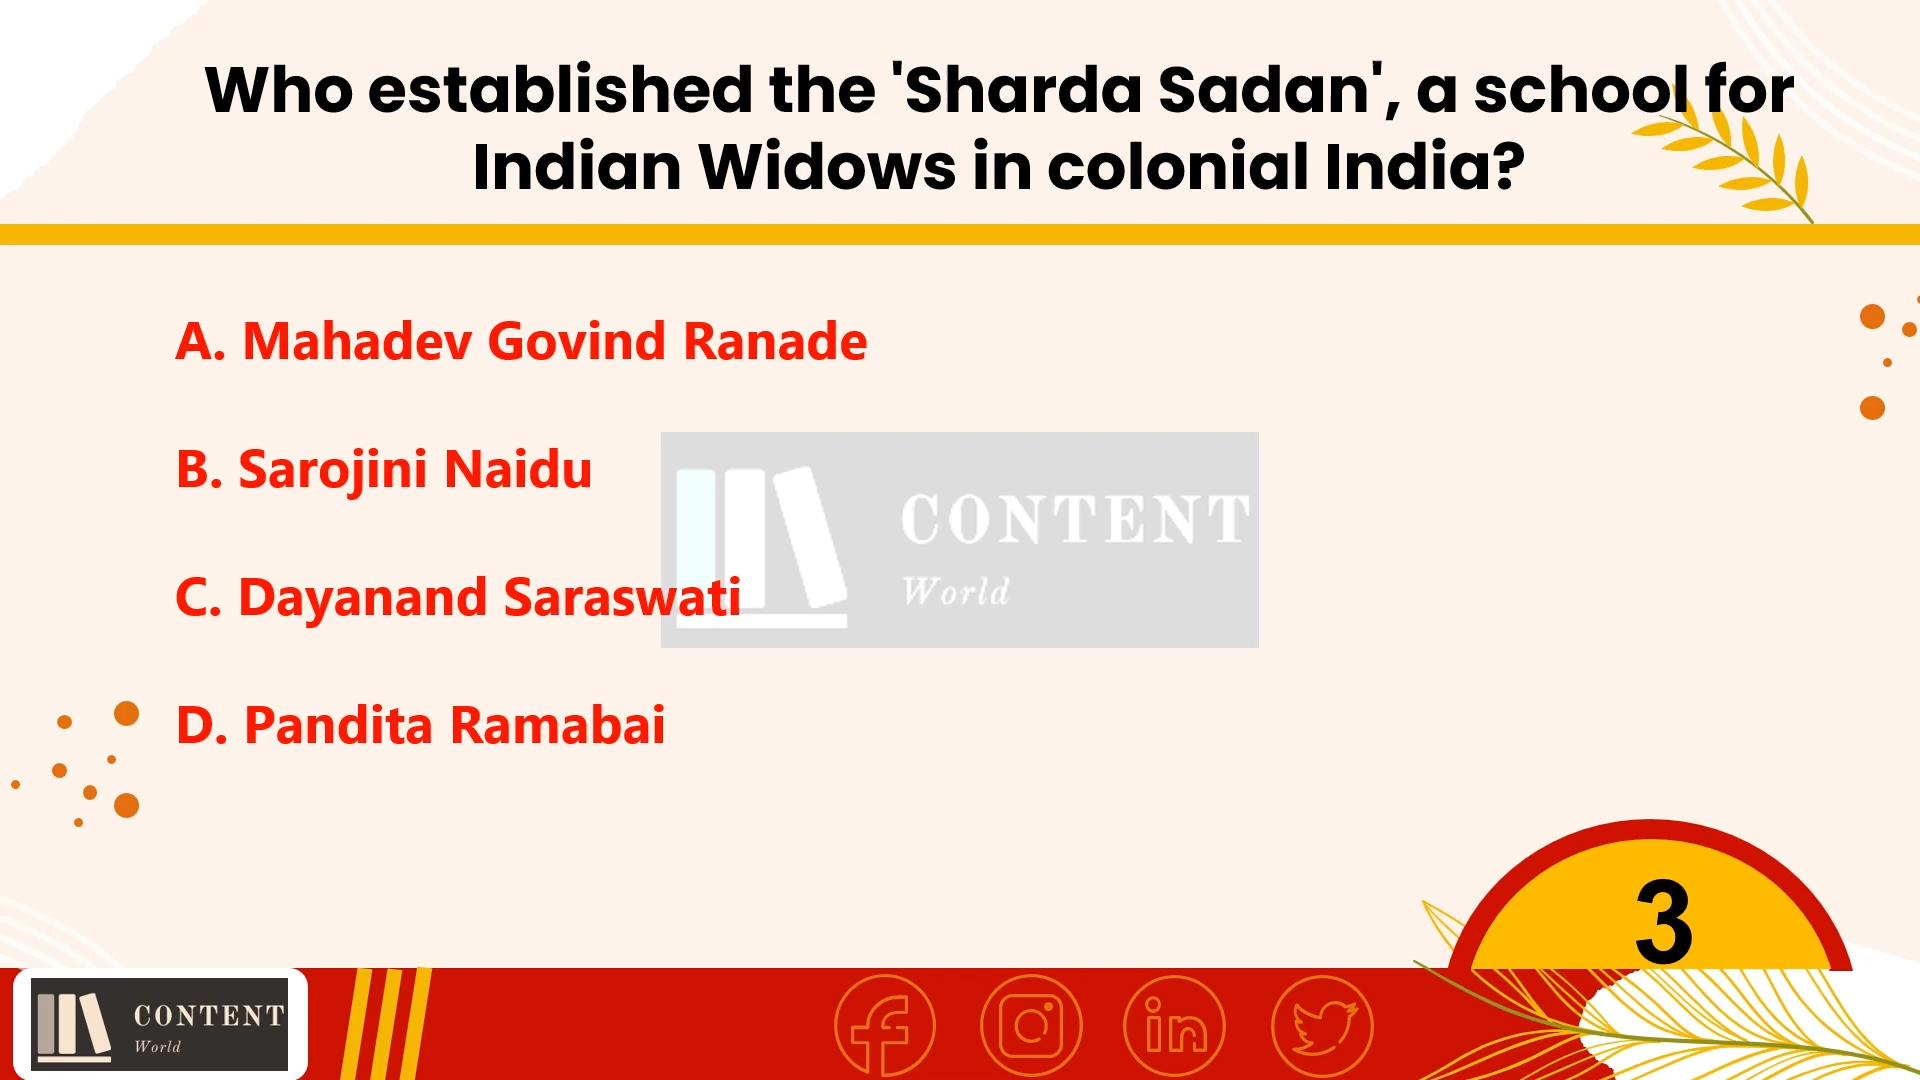 Who established the 'Sharda Sadan', a school for
Indian Widows in colonial India?
A. Mahadev Govind Ranade
B. Sarojini Naidu
CONTENT
World
C. Dayanand Saraswati
D. Pandita Ramabai
3
CONTENT
World